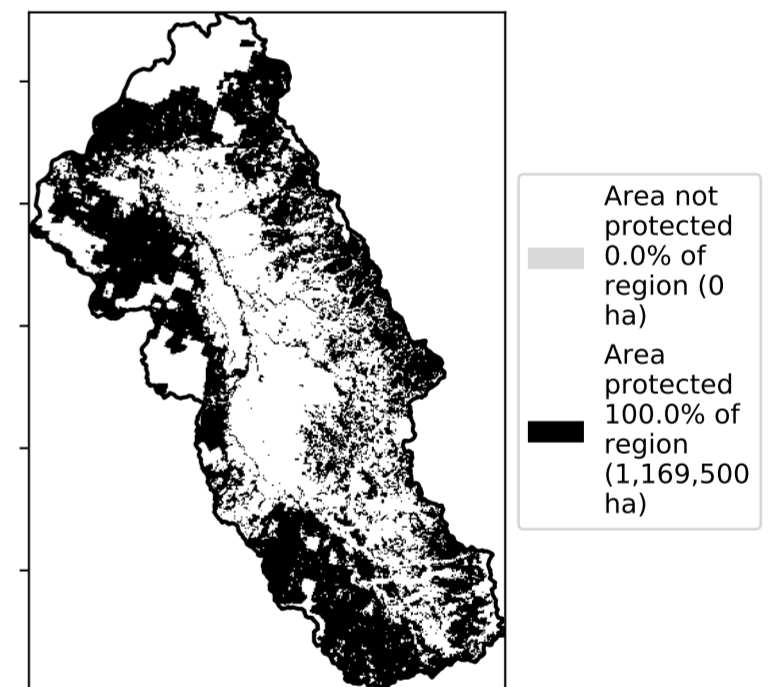 Area not
protected
0.0% of
region (0
ha)
Area
protected
100.0% of
region
(1,169,500
ha)